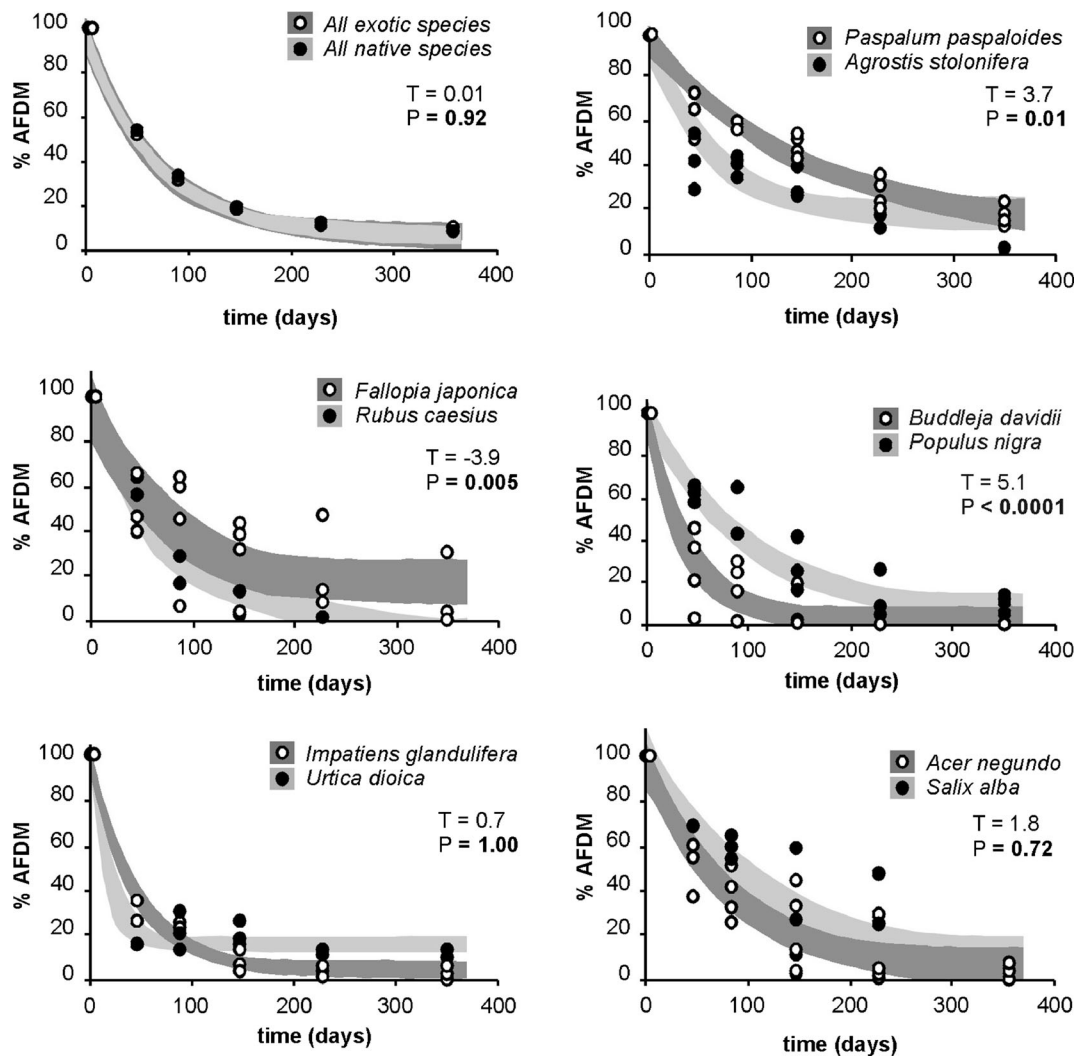 All exotic species
All native species
T = 0.01
P = 0.92
% AFDM
100
80
60
40
20
0
0 100 200 300 400
time (days)
Paspalum paspaloides
Agrostis stolonifera
T = 3.7
P = 0.01
% AFDM
100
80
60
40
20
0
0 100 200 300 400
time (days)
Fallopia japonica
Rubus caesius
T = -3.9
P = 0.005
% AFDM
100
80
60
40
20
0
0 100 200 300 400
time (days)
Buddleja davidii
Populus nigra
T = 5.1
P < 0.0001
% AFDM
100
80
60
40
20
0
0 100 200 300 400
time (days)
Impatiens glandulifera
Urtica dioica
T = 0.7
P = 1.00
% AFDM
100
80
60
40
20
0
0 100 200 300 400
time (days)
Acer negundo
Salix alba
T = 1.8
P = 0.72
% AFDM
100
80
60
40
20
0
0 100 200 300 400
time (days)